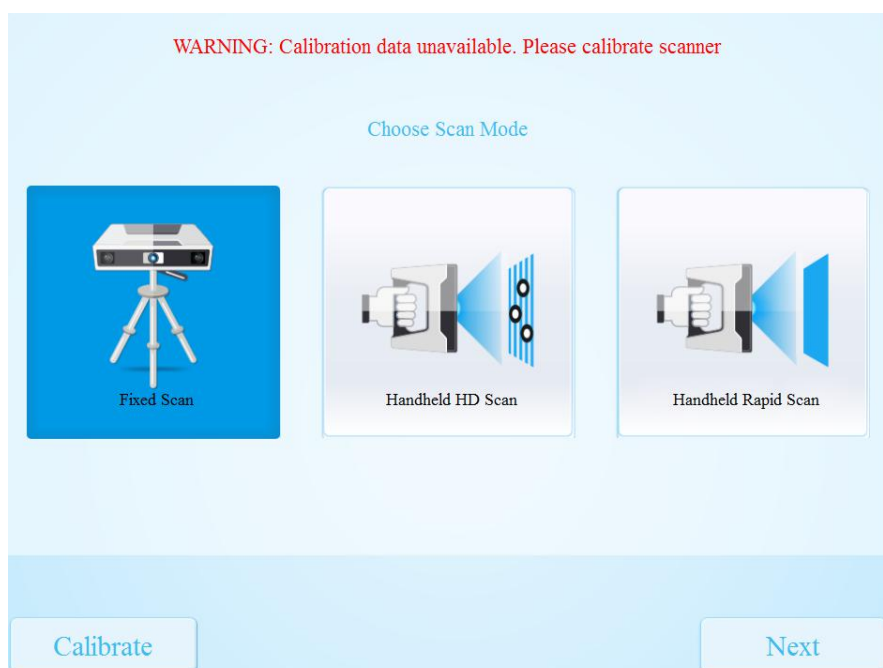 WARNING: Calibration data unavailable. Please calibrate scanner
Choose Scan Mode
Fixed Scan
Handheld HD Scan
Handheld Rapid Scan
Calibrate
Next